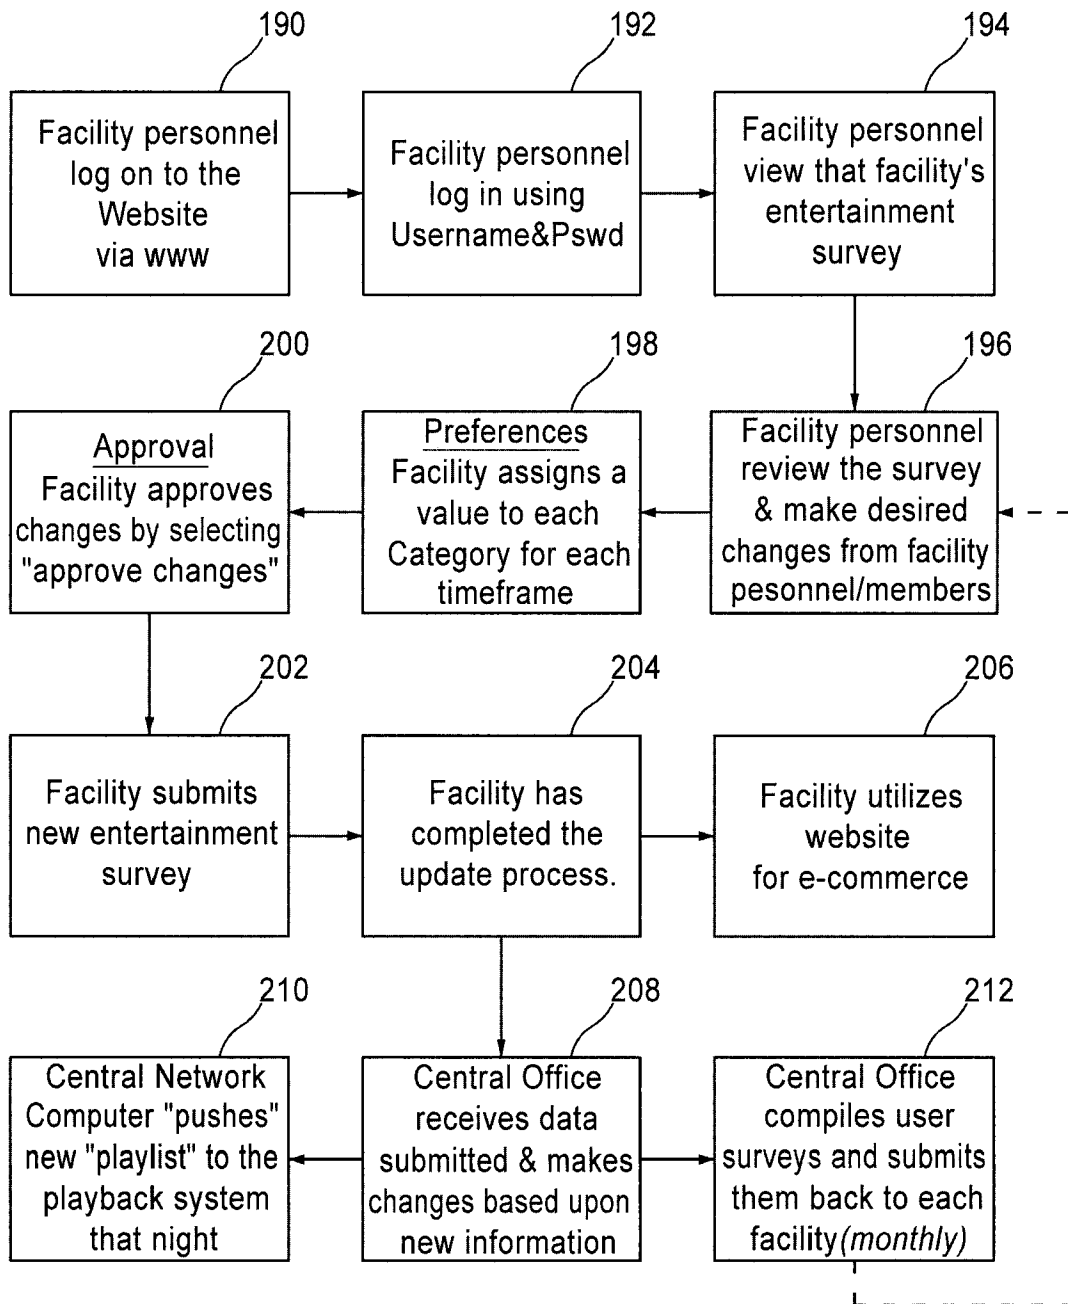 190
Facility personnel
log on to the
Website
via www
192
Facility personnel
log in using
Username&Pswd
194
Facility personnel
view that facility's
entertainment
survey
196
Facility personnel
review the survey
& make desired
changes from facility
pesonnel/members
198
Preferences
Facility assigns a
value to each
Category for each
timeframe
200
Approval
Facility approves
changes by selecting
"approve changes"
202
Facility submits
new entertainment
survey
204
Facility has
completed the
update process.
206
Facility utilizes
website
for e-commerce
208
Central Office
receives data
submitted & makes
changes based upon
new information
210
Central Network
Computer "pushes"
new "playlist" to the
playback system
that night
212
Central Office
compiles user
surveys and submits
them back to each
facility(monthly)